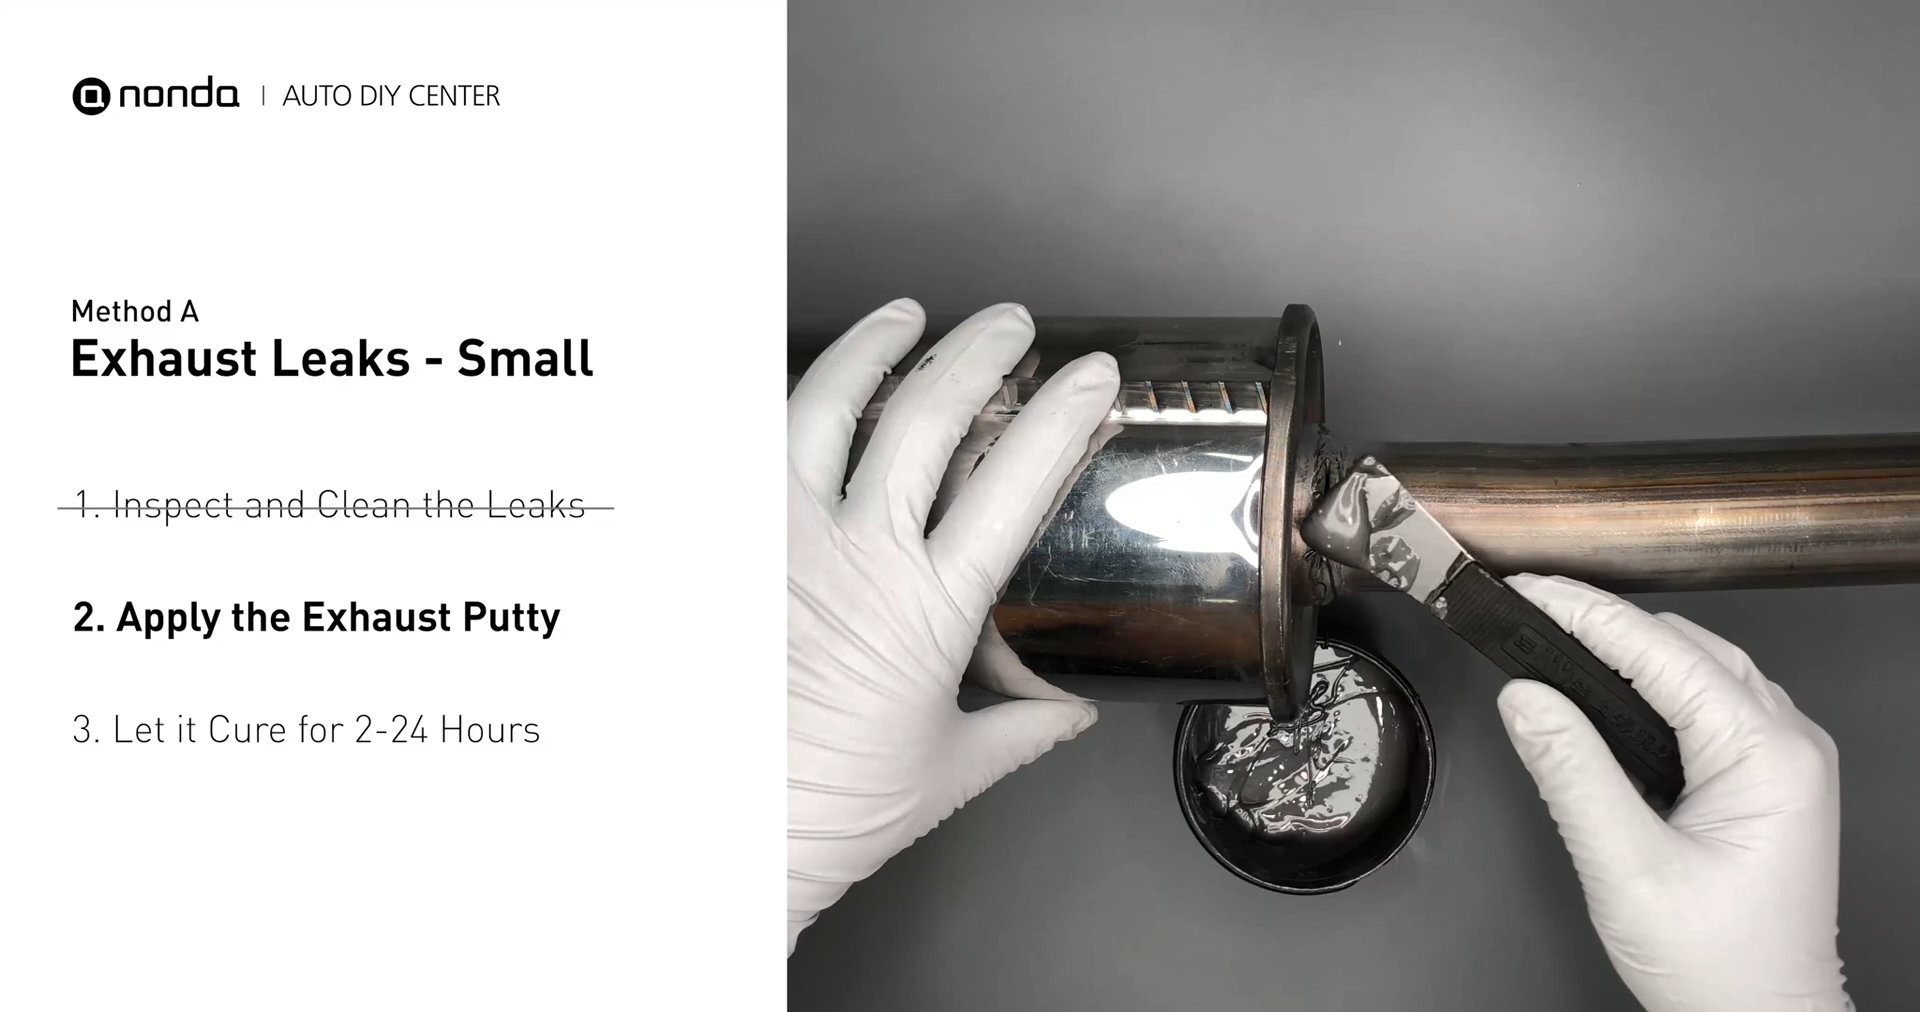 nonda | AUTO DIY CENTER
Method A
Exhaust Leaks - Small
1. Inspect and Clean the Leaks
2. Apply the Exhaust Putty
3. Let it Cure for 2-24 Hours